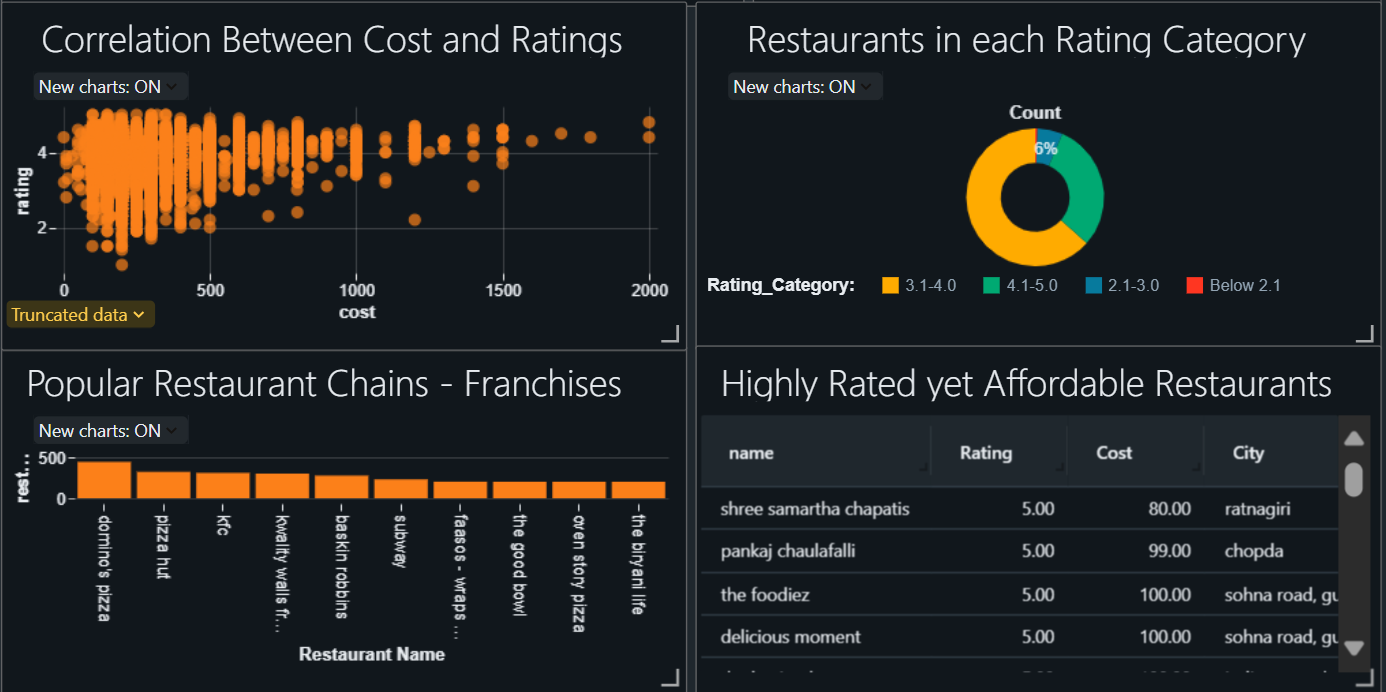 Correlation Between Cost and Ratings
New charts: ON
rating
4
2
0 500 1000 1500 2000
cost
Truncated data
Restaurants in each Rating Category
New charts: ON
Count
6%
Rating_Category: 3.1-4.0 4.1-5.0 2.1-3.0 Below 2.1
Popular Restaurant Chains - Franchises
New charts: ON
rest...
500
0
domino's pizza
pizza hut
kfc
kwality walls fr...
baskin robbins
subway
faasos - wraps ...
the good bowl
oven story pizza
the biryani life
Restaurant Name
Highly Rated yet Affordable Restaurants
name Rating Cost City
shree samartha chapatis 5.00 80.00 ratnagiri
pankaj chaulafalli 5.00 99.00 chopda
the foodiez 5.00 100.00 sohna road, gu
delicious moment 5.00 100.00 sohna road, gu